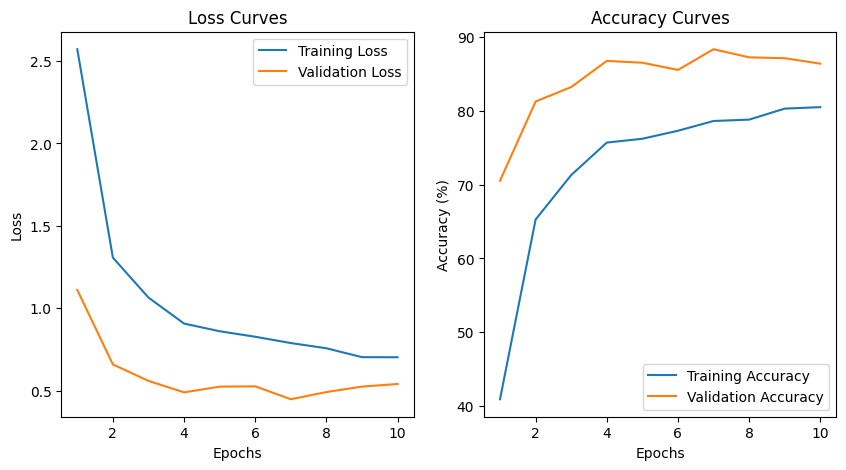 Loss Curves
2.5
2.0
1.5
1.0
0.5
Loss
Training Loss
Validation Loss
2
4
6
8
10
Epochs
Accuracy Curves
90
80
70
60
50
40
Accuracy (%)
Training Accuracy
Validation Accuracy
2
4
6
8
10
Epochs